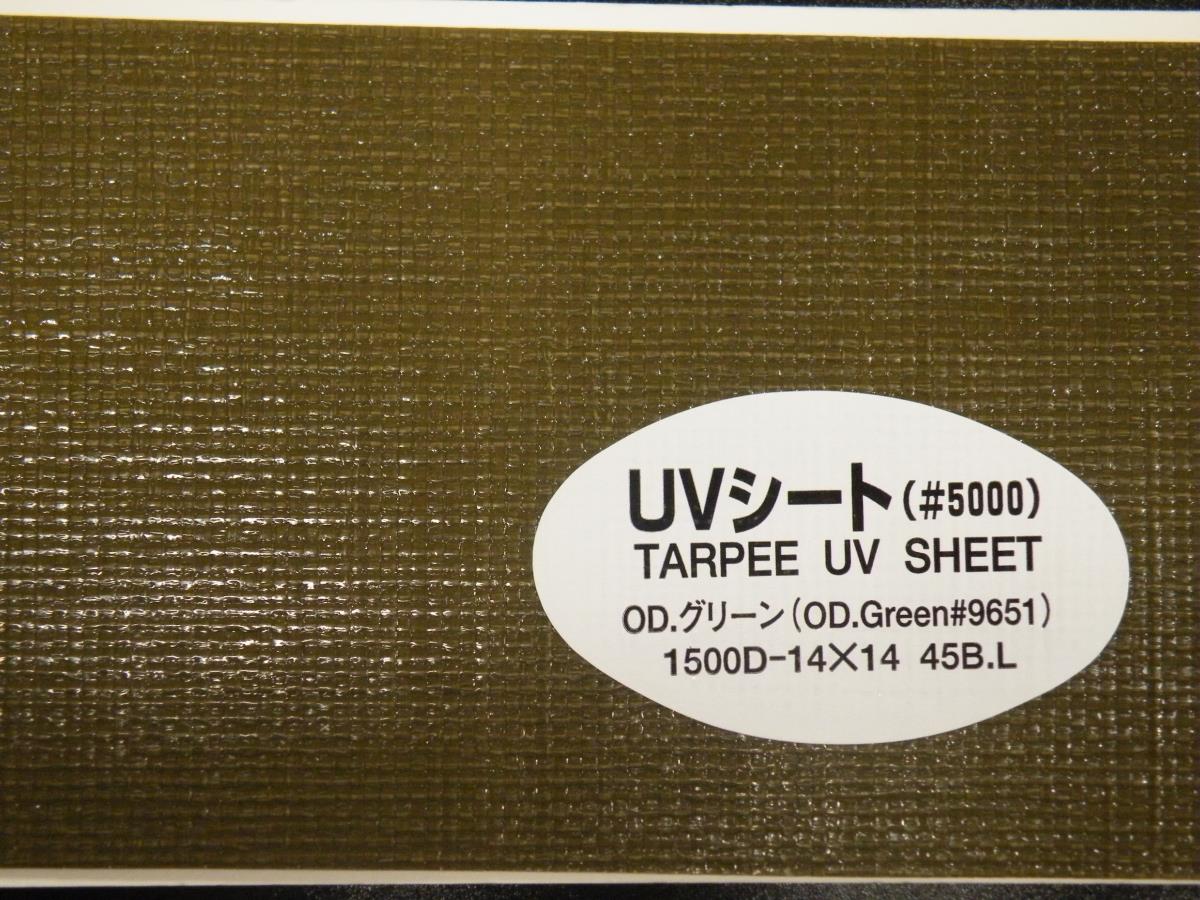 UVシート(#5000)
TARPEE UV SHEET
OD.グリーン(OD.Green#9651)
1500D-14×14 45B.L